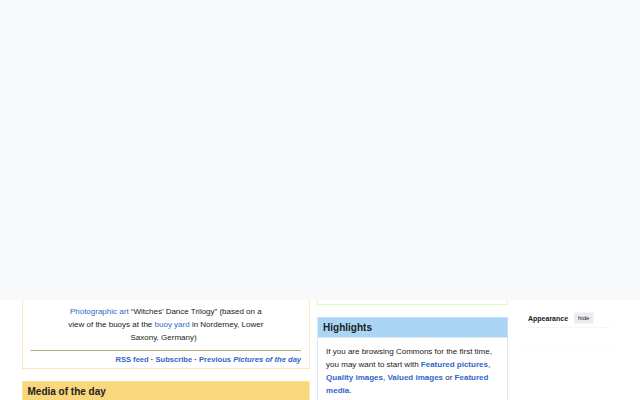 Photographic art “Witches’ Dance Trilogy” (based on a
view of the buoys at the buoy yard in Norderney, Lower
Saxony, Germany)
RSS feed · Subscribe · Previous Pictures of the day
Media of the day
Highlights
If you are browsing Commons for the first time,
you may want to start with Featured pictures,
Quality images, Valued images or Featured
media.
Appearance hide